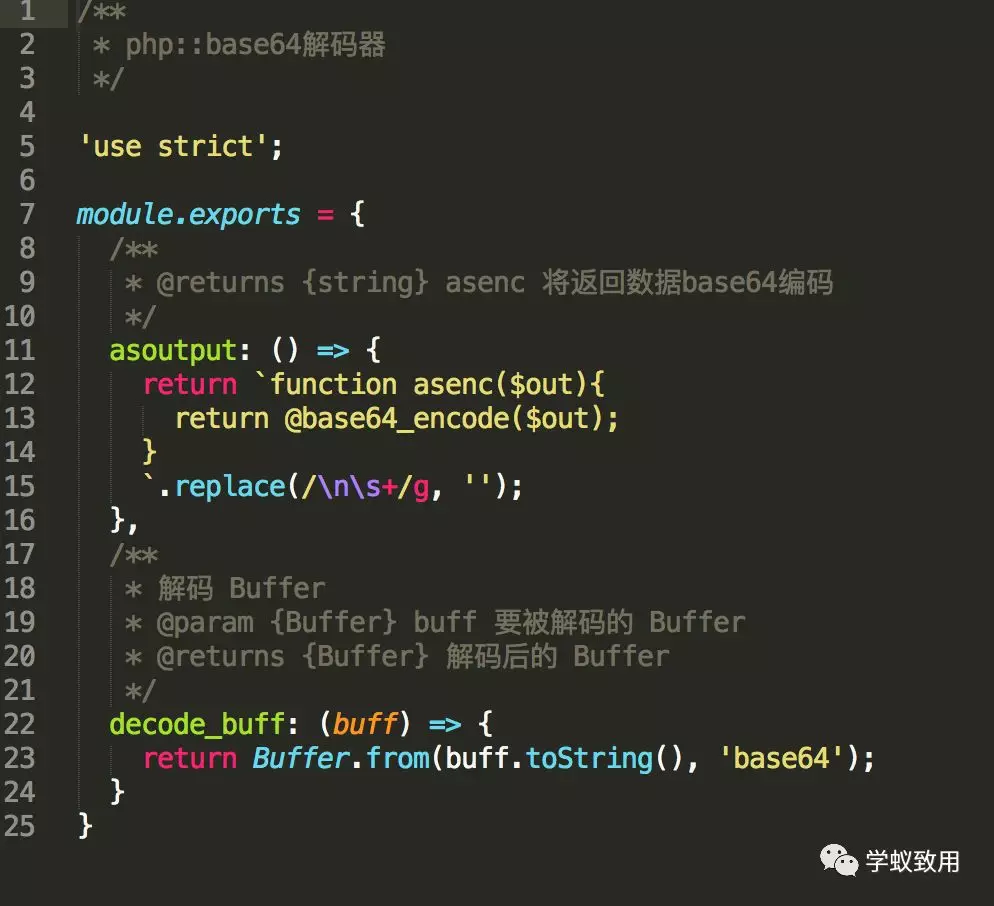 1 /**
2  * php::base64解码器
3  */
4
5 'use strict';
6
7 module.exports = {
8   /**
9    * @returns {string} asenc 将返回数据base64编码
10    */
11   asoutput: () => {
12     return `function asenc($out){
13       return @base64_encode($out);
14     }
15     `.replace(/\n\s+/g, '');
16   },
17   /**
18    * 解码 Buffer
19    * @param {Buffer} buff 要被解码的 Buffer
20    * @returns {Buffer} 解码后的 Buffer
21    */
22   decode_buff: (buff) => {
23     return Buffer.from(buff.toString(), 'base64');
24   }
25 }
学蚁致用